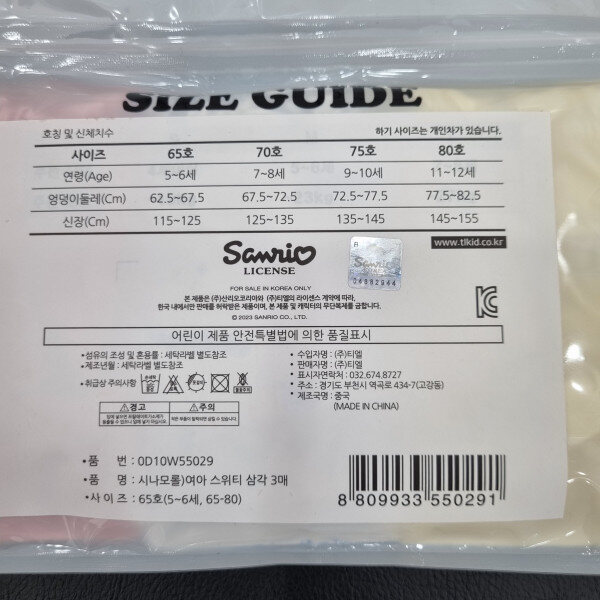 SIZE GUIDE
호칭 및 신체치수 하기 사이즈는 개인차가 있습니다.
사이즈 65호 70호 75호 80호
연령(Age) 5~6세 7~8세 9~10세 11~12세
엉덩이둘레(Cm) 62.5~67.5 67.5~72.5 72.5~77.5 77.5~82.5
신장(Cm) 115~125 125~135 135~145 145~155
www.tlkid.co.kr
Sanrio
LICENSE
Sanrio
04882944
FOR SALE IN KOREA ONLY
본 제품은 (주)산리오코리아와 (주)티엘의 라이센스 계약에 따라,
한국 내에서만 판매를 허락받은 제품이며, 본 제품 및 캐릭터의 무단복제를 금합니다.
© 2023 SANRIO CO., LTD.
어린이 제품 안전특별법에 의한 품질표시
•섬유의 조성 및 혼용률 : 세탁라벨 별도참조
•제조년월 : 세탁라벨 별도참조
•취급상 주의사항
•수입자명 : (주)티엘
•판매자명 : (주)티엘
•표시자연락처 : 032.674.8727
•주소 : 경기도 부천시 역곡로 434-7(고강동)
•제조국명 : 중국
(MADE IN CHINA)
⚠경고 ⚠주의
•품 번 : 0D10W55029
•품 명 : 시나모롤)여아 스위티 삼각 3매
•사 이 즈 : 65호(5~6세, 65-80)
8 809933 550291